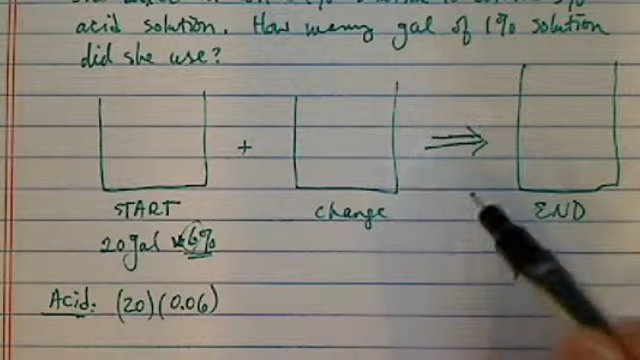 acid solution. How many gal of 1% solution
did she use?
+
START change END
20 gal 6%
Acid: (20)(0.06)